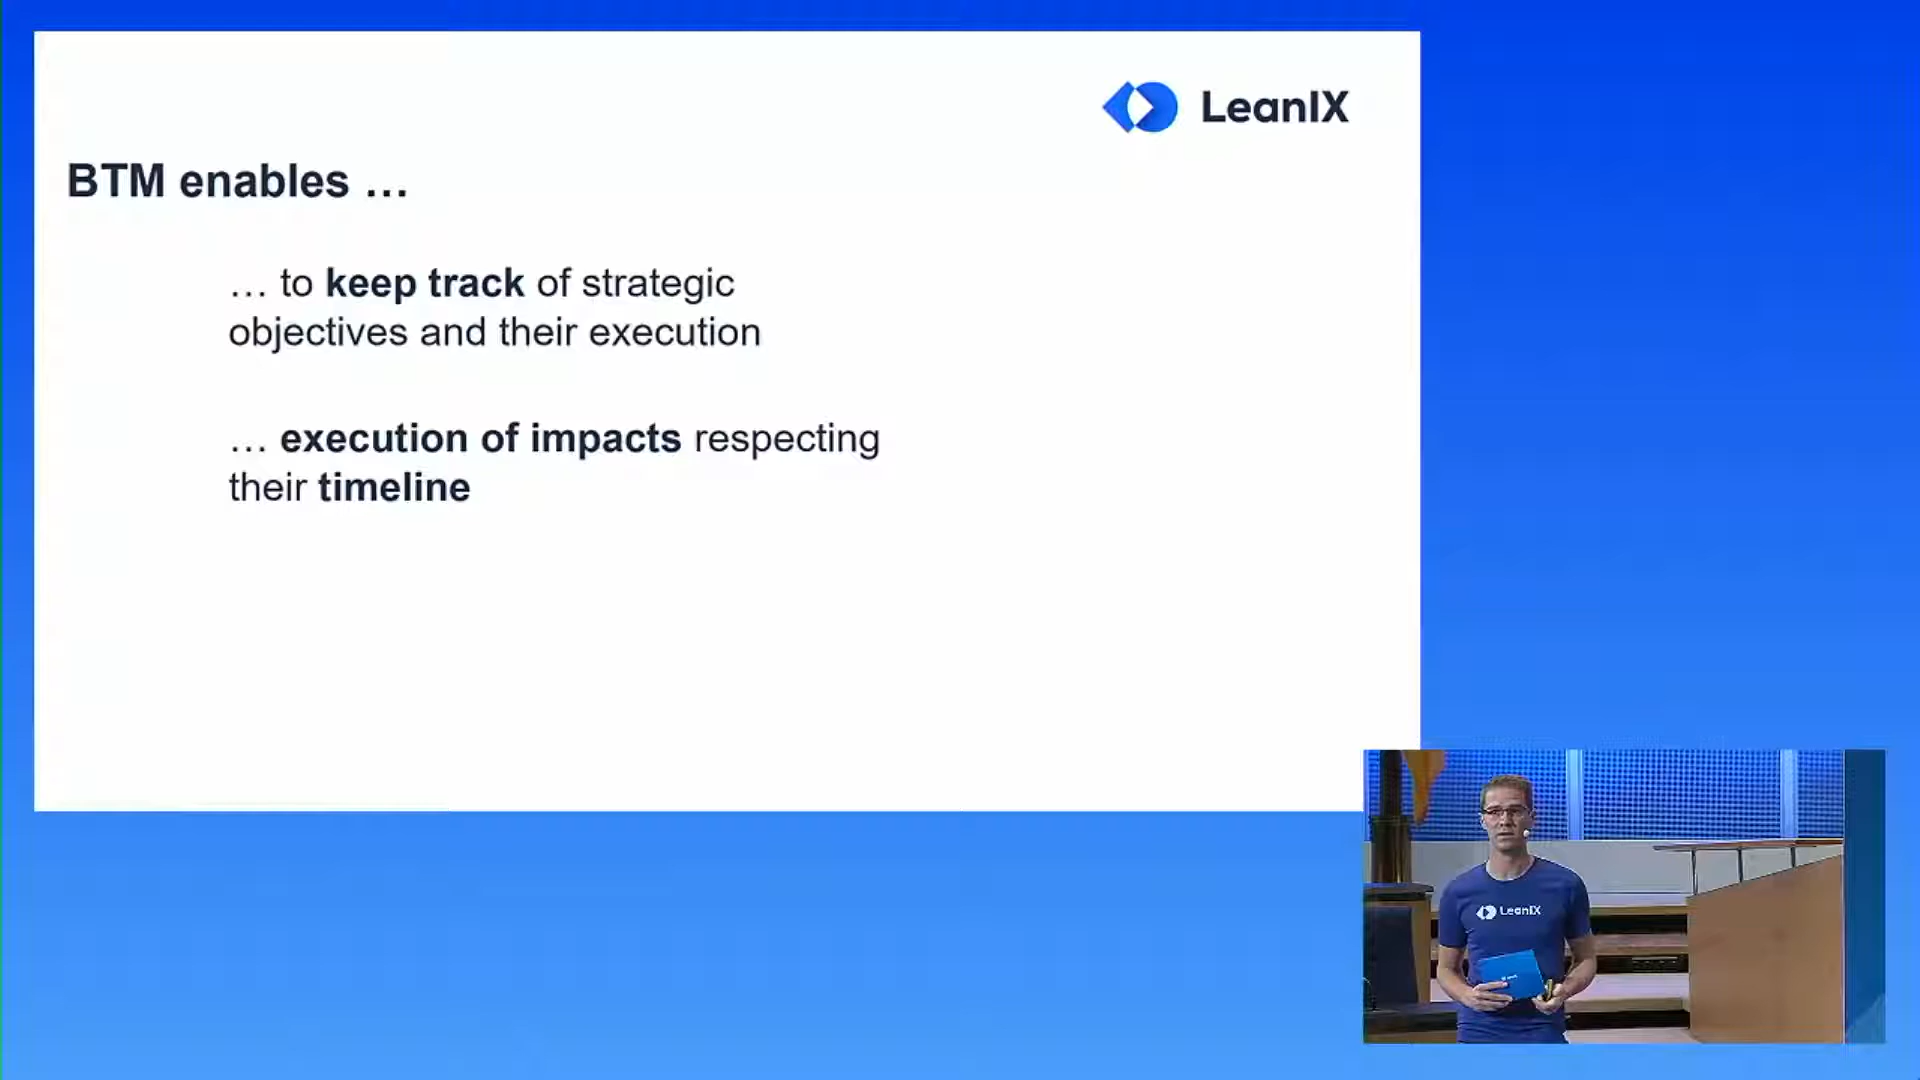 LeanIX
BTM enables …
… to keep track of strategic
objectives and their execution
… execution of impacts respecting
their timeline
LeanIX